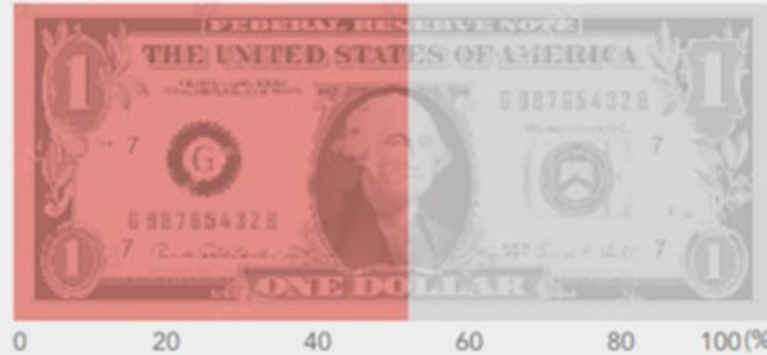 FEDERAL RESERVE NOTE
THE UNITED STATES OF AMERICA
1
1
G 98765432 B
7
7
G
G 98765432 B
7
7
1
1
ONE DOLLAR
0 20 40 60 80 100(%